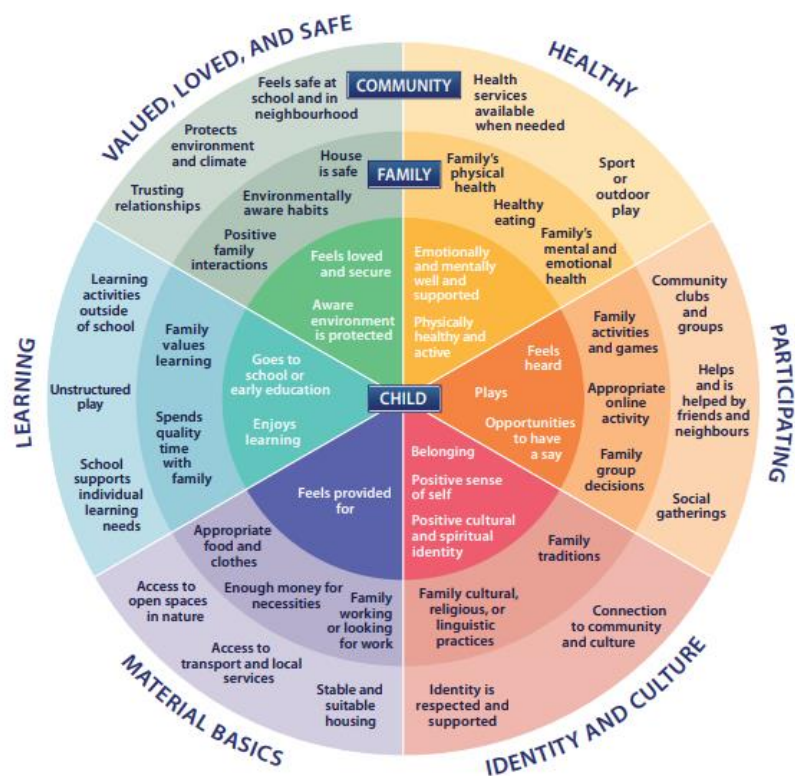 VALUED, LOVED, AND SAFE
Feels safe at
school and in
neighbourhood
Protects
environment
and climate
Trusting
relationships
House
is safe
Environmentally
aware habits
Positive
family
interactions
Feels loved
and secure
Aware
environment
is protected
COMMUNITY
FAMILY
CHILD
HEALTHY
Health
services
available
when needed
Sport
or
outdoor
play
Family's
physical
health
Healthy
eating
Family's
mental and
emotional
health
Emotionally
and mentally
well and
supported
Physically
healthy and
active
PARTICIPATING
Community
clubs
and
groups
Helps
and is
helped by
friends and
neighbours
Social
gatherings
Family
activities
and games
Appropriate
online
activity
Family
group
decisions
Feels
heard
Plays
Opportunities
to have
a say
IDENTITY AND CULTURE
Belonging
Positive sense
of self
Positive cultural
and spiritual
identity
Family
traditions
Family cultural,
religious, or
linguistic
practices
Connection
to community
and culture
Identity is
respected and
supported
MATERIAL BASICS
Feels provided
for
Appropriate
food and
clothes
Enough money for
necessities
Family
working
or looking
for work
Access to
open spaces
in nature
Access to
transport and local
services
Stable and
suitable
housing
LEARNING
Learning
activities
outside
of school
Unstructured
play
School
supports
individual
learning
needs
Family
values
learning
Spends
quality
time
with
family
Goes to
school or
early education
Enjoys
learning